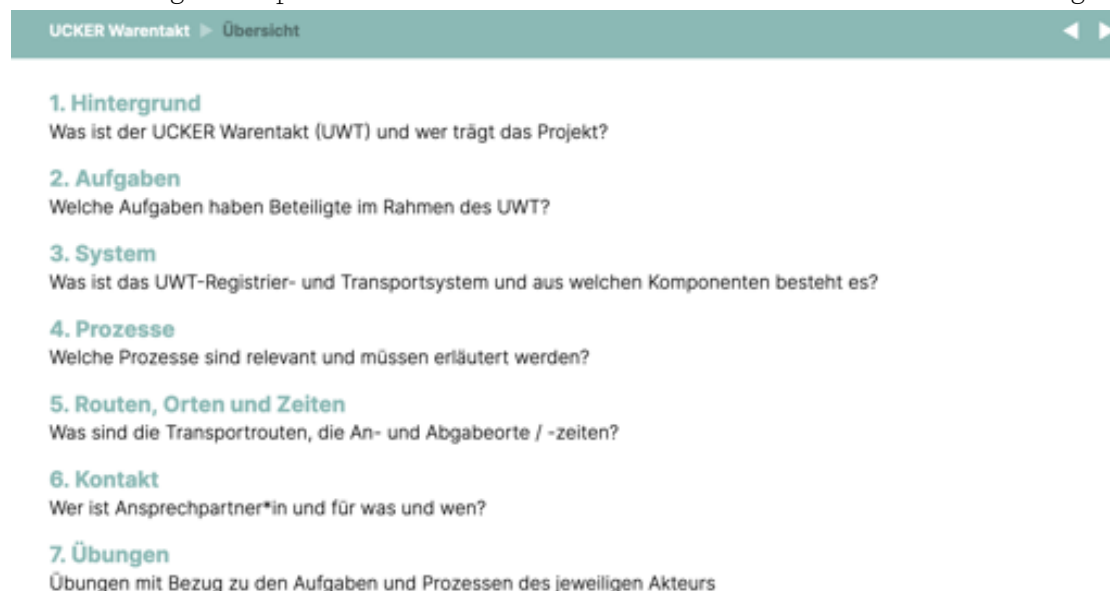 UCKER Warentakt ▶ Übersicht
1. Hintergrund
Was ist der UCKER Warentakt (UWT) und wer trägt das Projekt?
2. Aufgaben
Welche Aufgaben haben Beteiligte im Rahmen des UWT?
3. System
Was ist das UWT-Registrier- und Transportsystem und aus welchen Komponenten besteht es?
4. Prozesse
Welche Prozesse sind relevant und müssen erläutert werden?
5. Routen, Orten und Zeiten
Was sind die Transportrouten, die An- und Abgabeorte / -zeiten?
6. Kontakt
Wer ist Ansprechpartner*in und für was und wen?
7. Übungen
Übungen mit Bezug zu den Aufgaben und Prozessen des jeweiligen Akteurs